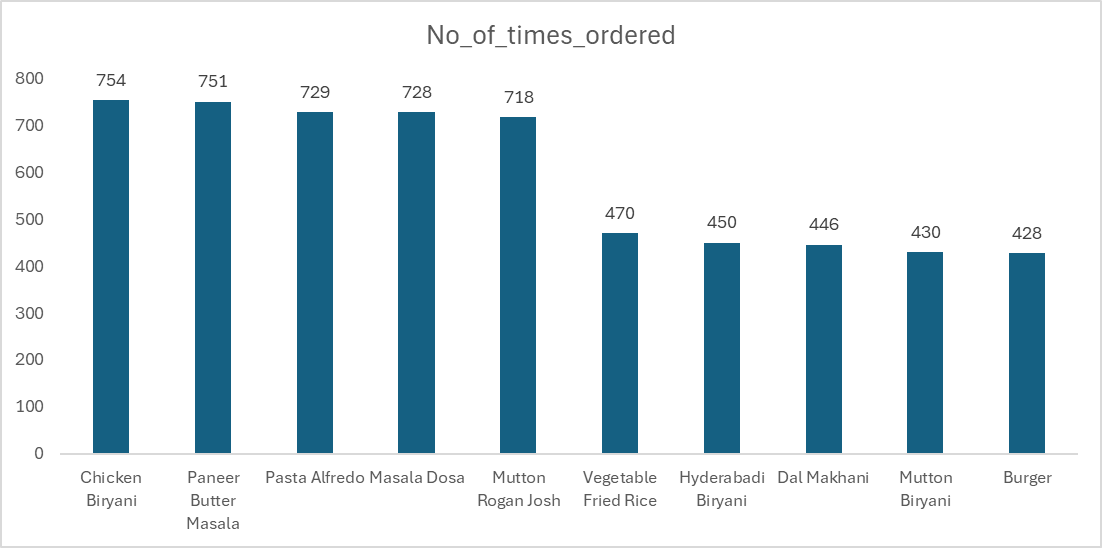 No_of_times_ordered
800
700
600
500
400
300
200
100
0
754
751
729
728
718
470
450
446
430
428
Chicken
Biryani
Paneer
Butter
Masala
Pasta Alfredo
Masala Dosa
Mutton
Rogan Josh
Vegetable
Fried Rice
Hyderabadi
Biryani
Dal Makhani
Mutton
Biryani
Burger